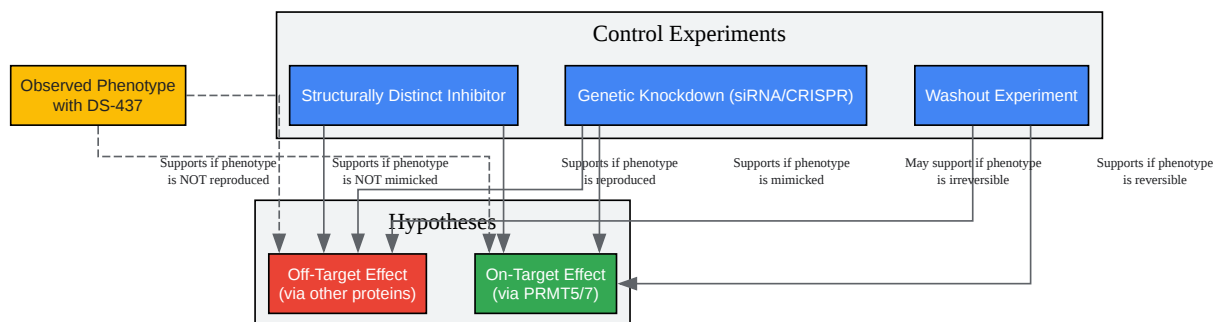 Control Experiments
Observed Phenotype
with DS-437
Structurally Distinct Inhibitor
Genetic Knockdown (siRNA/CRISPR)
Washout Experiment
Supports if phenotype
is NOT reproduced
Supports if phenotype
is NOT mimicked
Supports if phenotype
is reproduced
Supports if phenotype
is mimicked
May support if phenotype
is irreversible
Supports if phenotype
is reversible
Hypotheses
Off-Target Effect
(via other proteins)
On-Target Effect
(via PRMT5/7)